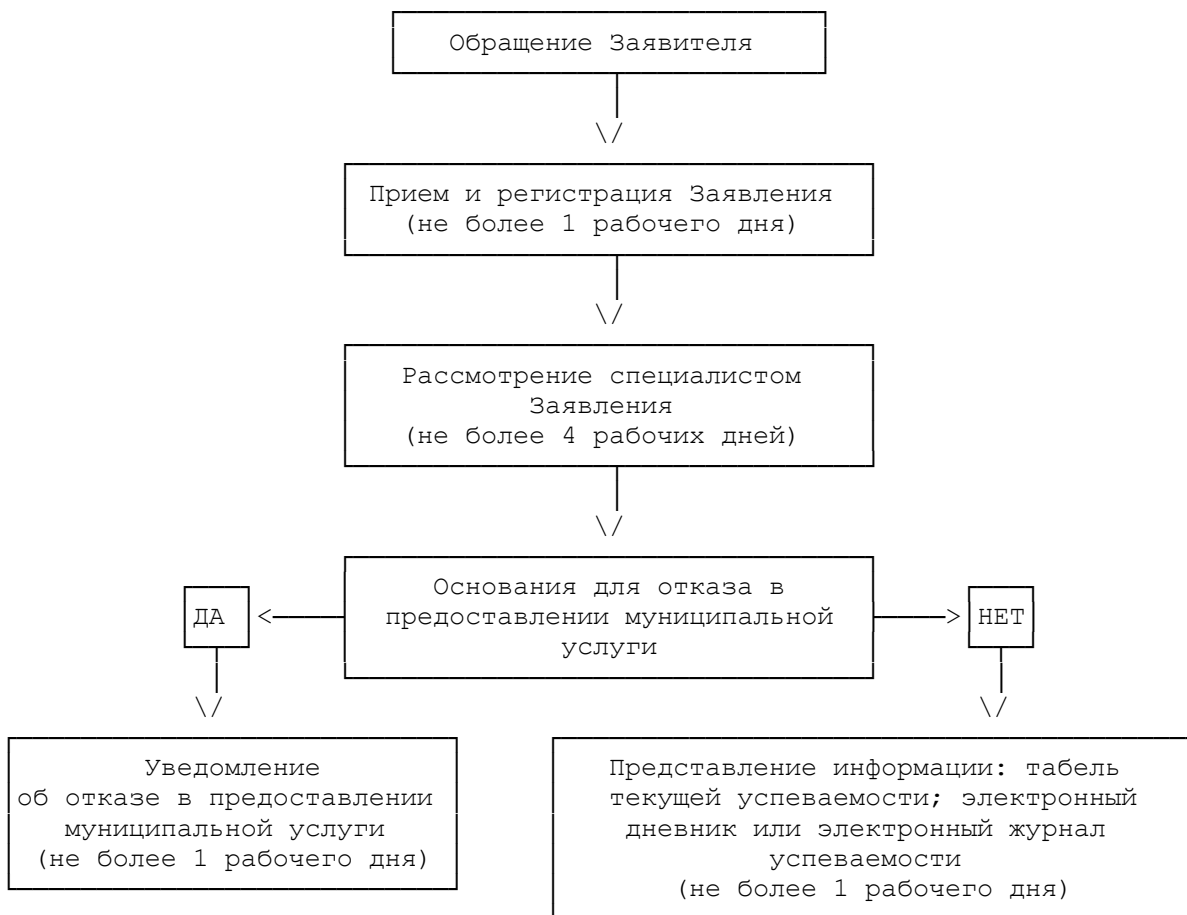 Обращение Заявителя
Прием и регистрация Заявления
(не более 1 рабочего дня)
Рассмотрение специалистом
Заявления
(не более 4 рабочих дней)
Основания для отказа в
предоставлении муниципальной
услуги
ДА
НЕТ
Уведомление
об отказе в предоставлении
муниципальной услуги
(не более 1 рабочего дня)
Представление информации: табель
текущей успеваемости; электронный
дневник или электронный журнал
успеваемости
(не более 1 рабочего дня)